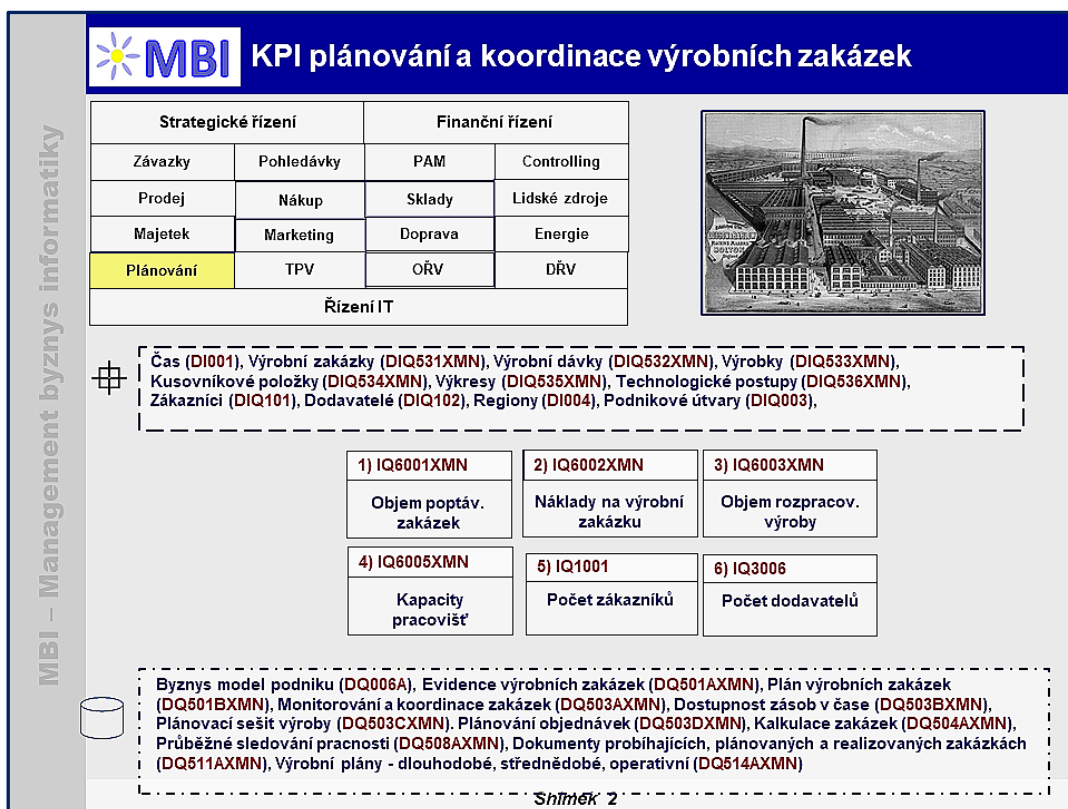 MBI
KPI plánování a koordinace výrobních zakázek
MBI – Management byznys informatiky
Strategické řízení Finanční řízení
Závazky Pohledávky PAM Controlling
Prodej Nákup Sklady Lidské zdroje
Majetek Marketing Doprava Energie
Plánování TPV OŘV DŘV
Řízení IT
Čas (DI001), Výrobní zakázky (DIQ531XMN), Výrobní dávky (DIQ532XMN), Výrobky (DIQ533XMN),
Kusovníkové položky (DIQ534XMN), Výkresy (DIQ535XMN), Technologické postupy (DIQ536XMN),
Zákazníci (DIQ101), Dodavatelé (DIQ102), Regiony (DI004), Podnikové útvary (DIQ003),
1) IQ6001XMN
Objem poptáv.
zakázek
2) IQ6002XMN
Náklady na výrobní
zakázku
3) IQ6003XMN
Objem rozpracov.
výroby
4) IQ6005XMN
Kapacity
pracovišť
5) IQ1001
Počet zákazníků
6) IQ3006
Počet dodavatelů
Byznys model podniku (DQ006A), Evidence výrobních zakázek (DQ501AXMN), Plán výrobních zakázek
(DQ501BXMN), Monitorování a koordinace zakázek (DQ503AXMN), Dostupnost zásob v čase (DQ503BXMN),
Plánovací sešit výroby (DQ503CXMN). Plánování objednávek (DQ503DXMN), Kalkulace zakázek (DQ504AXMN),
Průběžné sledování pracnosti (DQ508AXMN), Dokumenty probíhajících, plánovaných a realizovaných zakázkách
(DQ511AXMN), Výrobní plány - dlouhodobé, střednědobé, operativní (DQ514AXMN)
Snímek 2